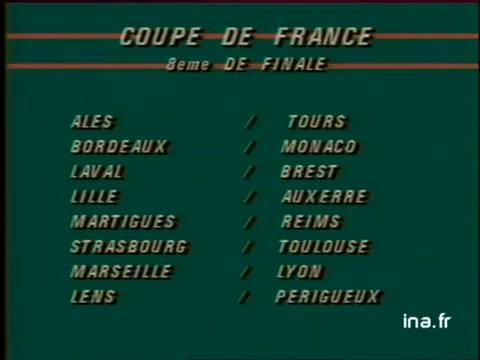 COUPE DE FRANCE
8eme DE FINALE
ALES / TOURS
BORDEAUX / MONACO
LAVAL / BREST
LILLE / AUXERRE
MARTIGUES / REIMS
STRASBOURG / TOULOUSE
MARSEILLE / LYON
LENS / PERIGUEUX
ina.fr